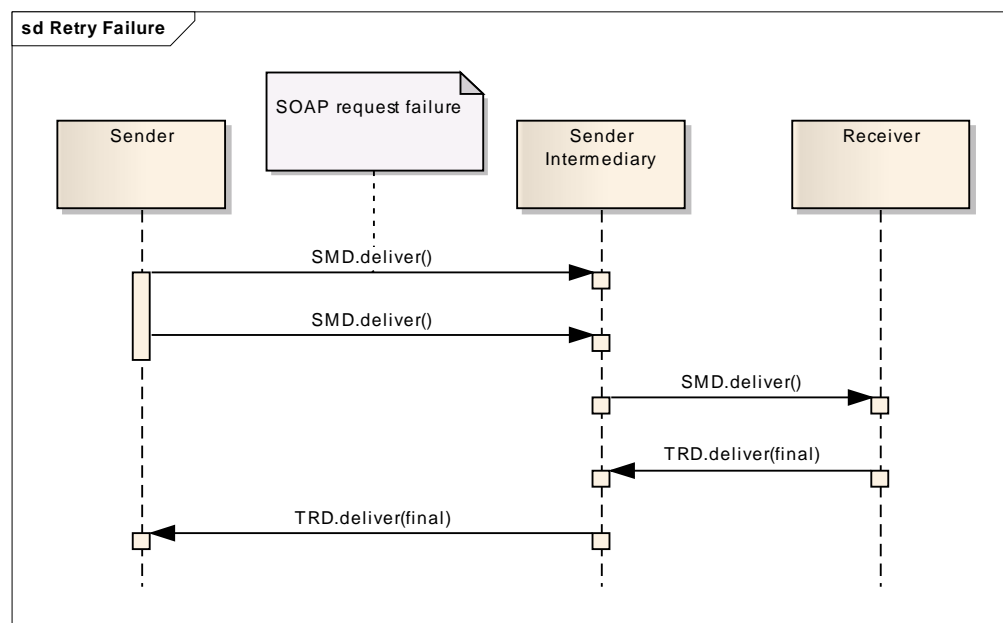 sd Retry Failure
SOAP request failure
Sender
Sender
Intermediary
Receiver
SMD.deliver()
SMD.deliver()
SMD.deliver()
TRD.deliver(final)
TRD.deliver(final)